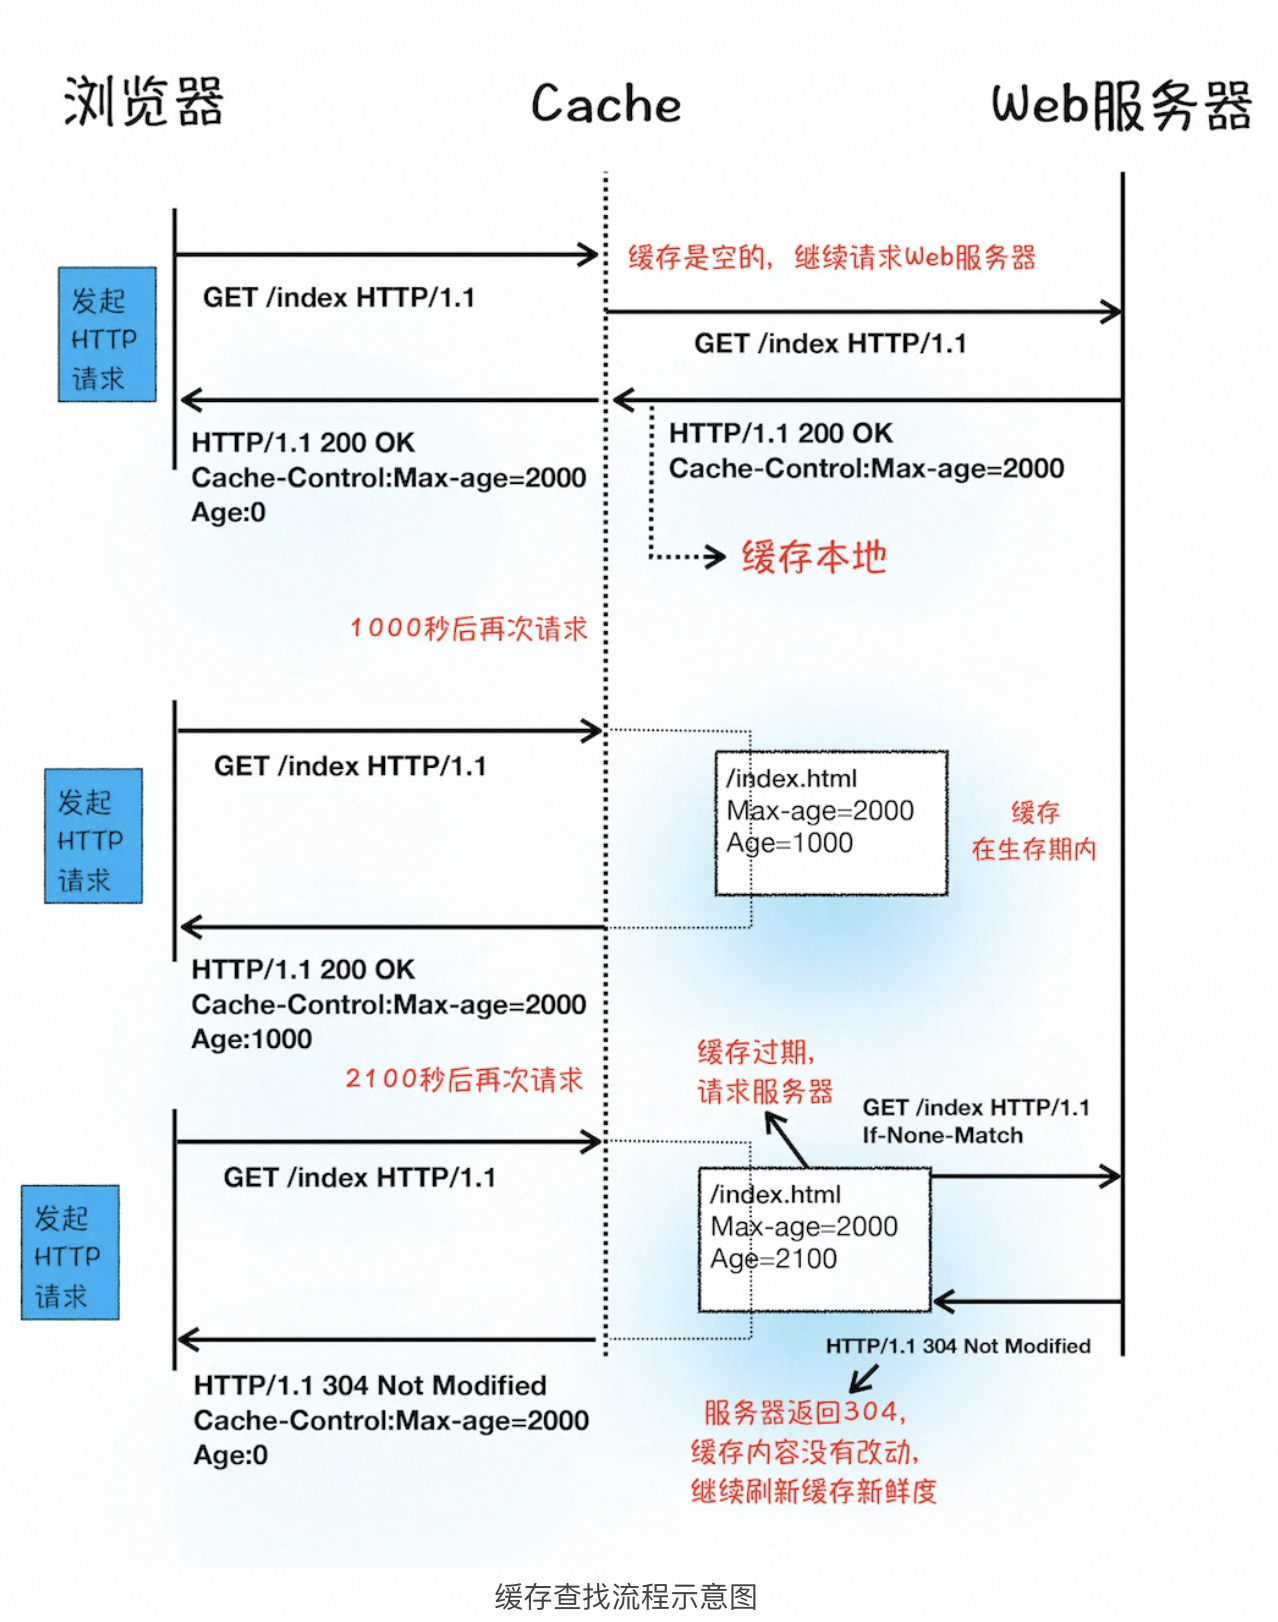 浏览器
Cache
Web服务器
缓存是空的，继续请求Web服务器
发起
HTTP
请求
GET /index HTTP/1.1
GET /index HTTP/1.1
HTTP/1.1 200 OK
Cache-Control:Max-age=2000
Age:0
HTTP/1.1 200 OK
Cache-Control:Max-age=2000
缓存本地
1000秒后再次请求
发起
HTTP
请求
GET /index HTTP/1.1
/index.html
Max-age=2000
Age=1000
缓存
在生存期内
HTTP/1.1 200 OK
Cache-Control:Max-age=2000
Age:1000
2100秒后再次请求
缓存过期，
请求服务器
GET /index HTTP/1.1
If-None-Match
发起
HTTP
请求
GET /index HTTP/1.1
/index.html
Max-age=2000
Age=2100
HTTP/1.1 304 Not Modified
HTTP/1.1 304 Not Modified
Cache-Control:Max-age=2000
Age:0
服务器返回304，
缓存内容没有改动，
继续刷新缓存新鲜度
缓存查找流程示意图